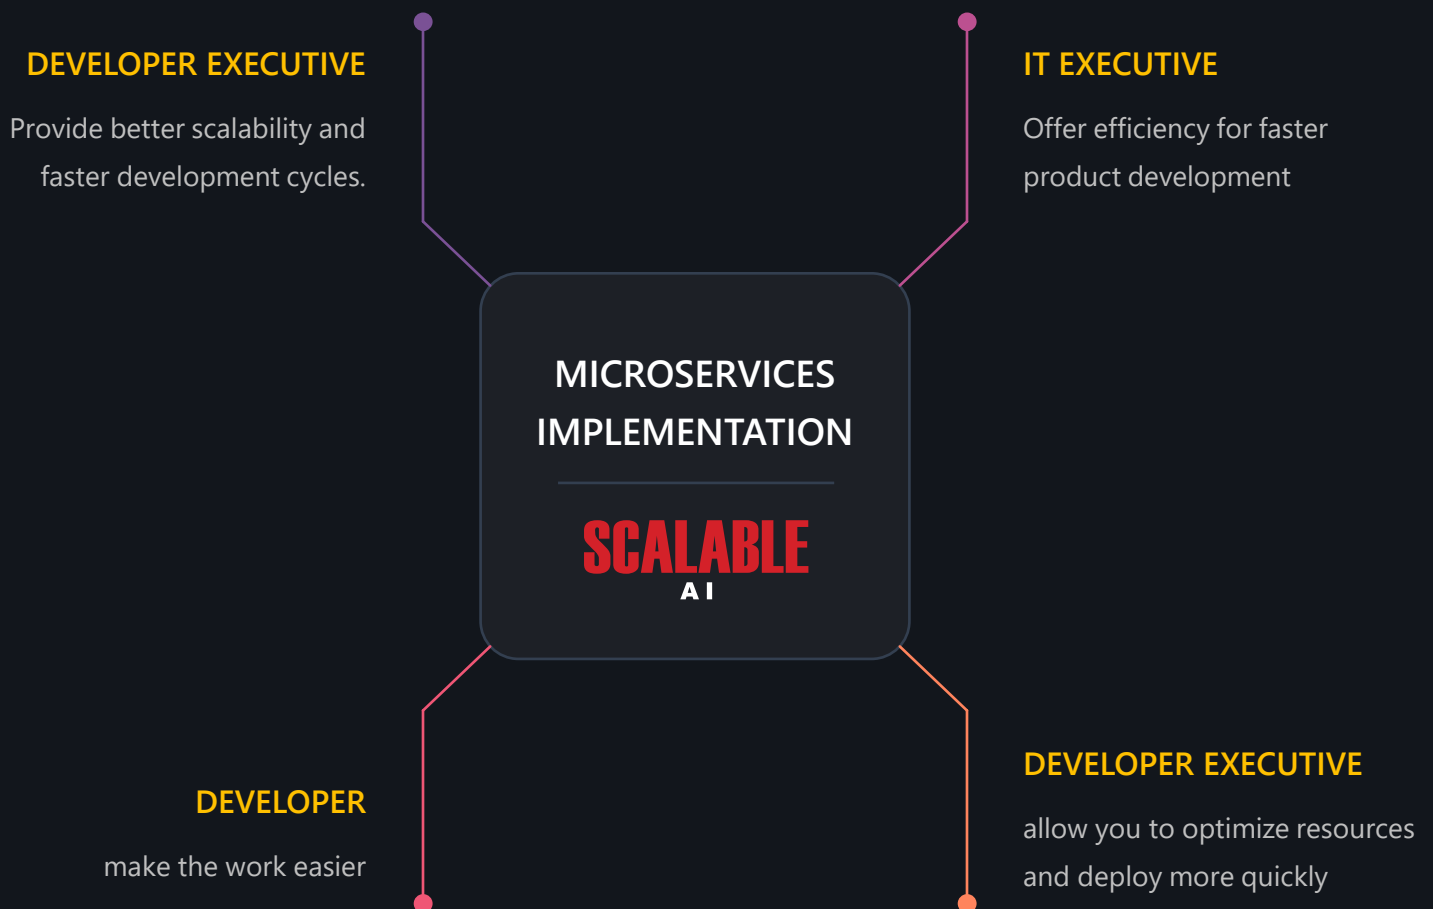 DEVELOPER EXECUTIVE
Provide better scalability and
faster development cycles.
IT EXECUTIVE
Offer efficiency for faster
product development
MICROSERVICES
IMPLEMENTATION
SCALABLE
AI
DEVELOPER
make the work easier
DEVELOPER EXECUTIVE
allow you to optimize resources
and deploy more quickly